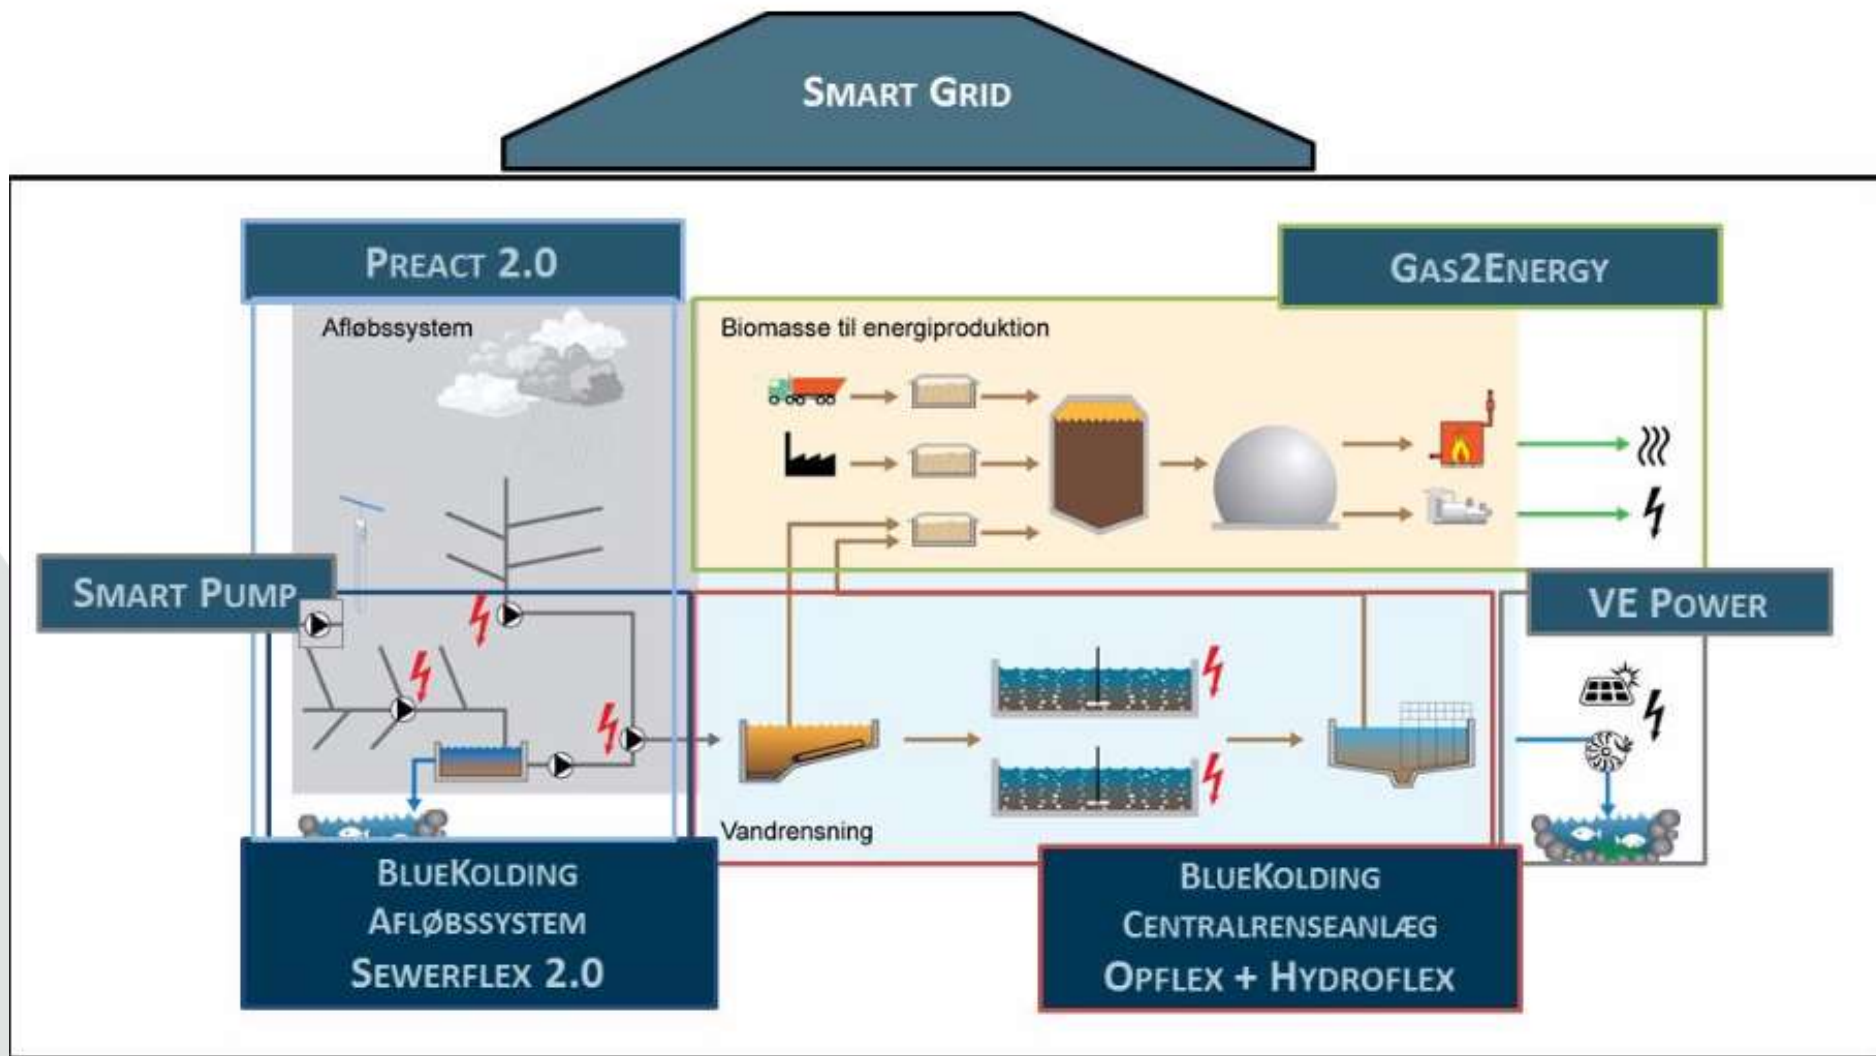 SMART GRID
PREACT 2.0
GAS2ENERGY
Afløbssystem
Biomasse til energiproduktion
SMART PUMP
VE POWER
Vandrensning
BLUEKOLDING
AFLØBSSYSTEM
SEWERFLEX 2.0
BLUEKOLDING
CENTRALRENSEANLÆG
OPFLEX + HYDROFLEX